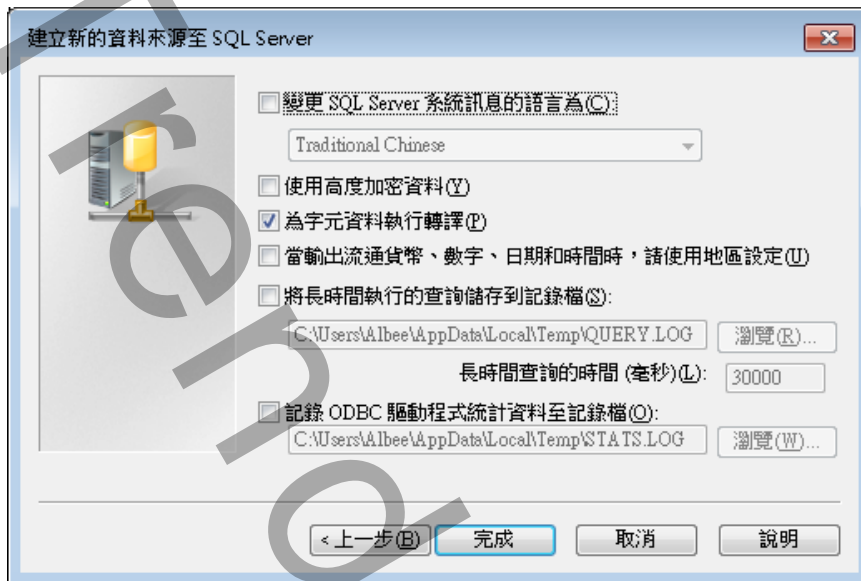 建立新的資料來源至 SQL Server
變更 SQL Server 系統訊息的語言為(C):
Traditional Chinese
使用高度加密資料(Y)
為字元資料執行轉譯(P)
當輸出流通貨幣、數字、日期和時間時，請使用地區設定(U)
將長時間執行的查詢儲存到記錄檔(S):
C:\Users\Albee\AppData\Local\Temp\QUERY.LOG 瀏覽(R)...
長時間查詢的時間 (毫秒)(L): 30000
記錄 ODBC 驅動程式統計資料至記錄檔(O):
C:\Users\Albee\AppData\Local\Temp\STATS.LOG 瀏覽(W)...
< 上一步(B) 完成 取消 說明
Trend